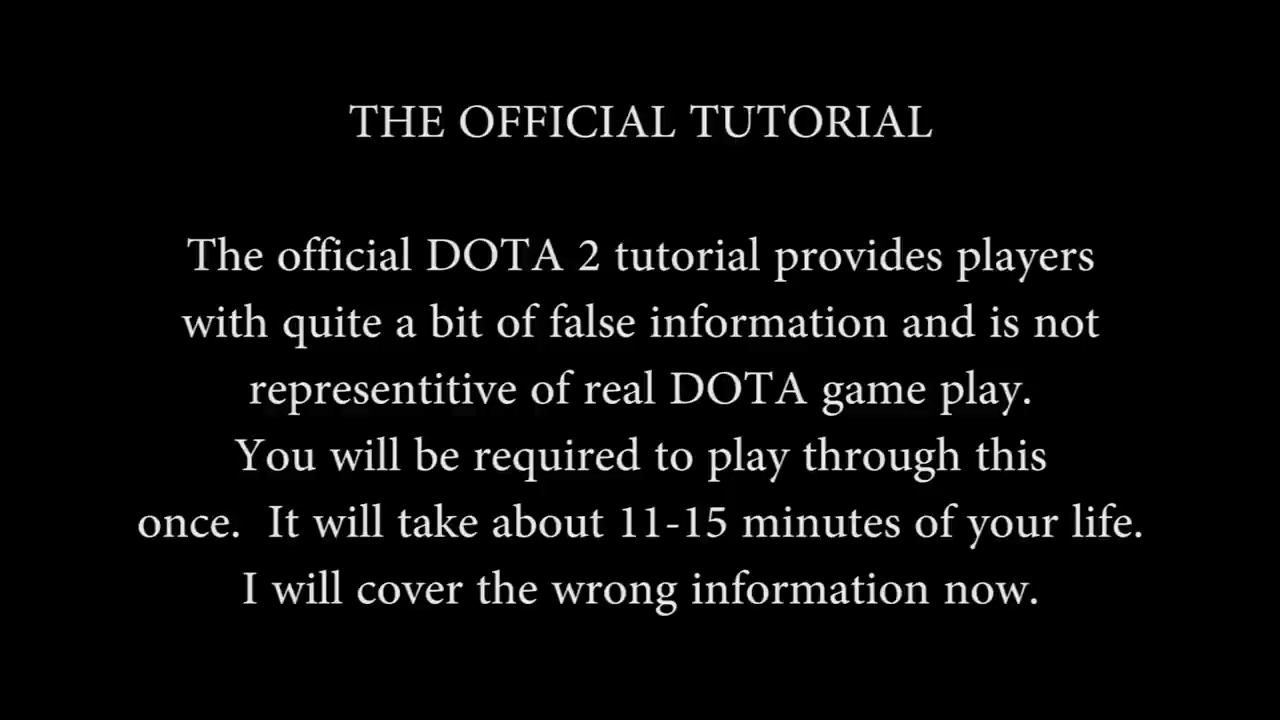 THE OFFICIAL TUTORIAL
The official DOTA 2 tutorial provides players
with quite a bit of false information and is not
representitive of real DOTA game play.
You will be required to play through this
once.  It will take about 11-15 minutes of your life.
I will cover the wrong information now.